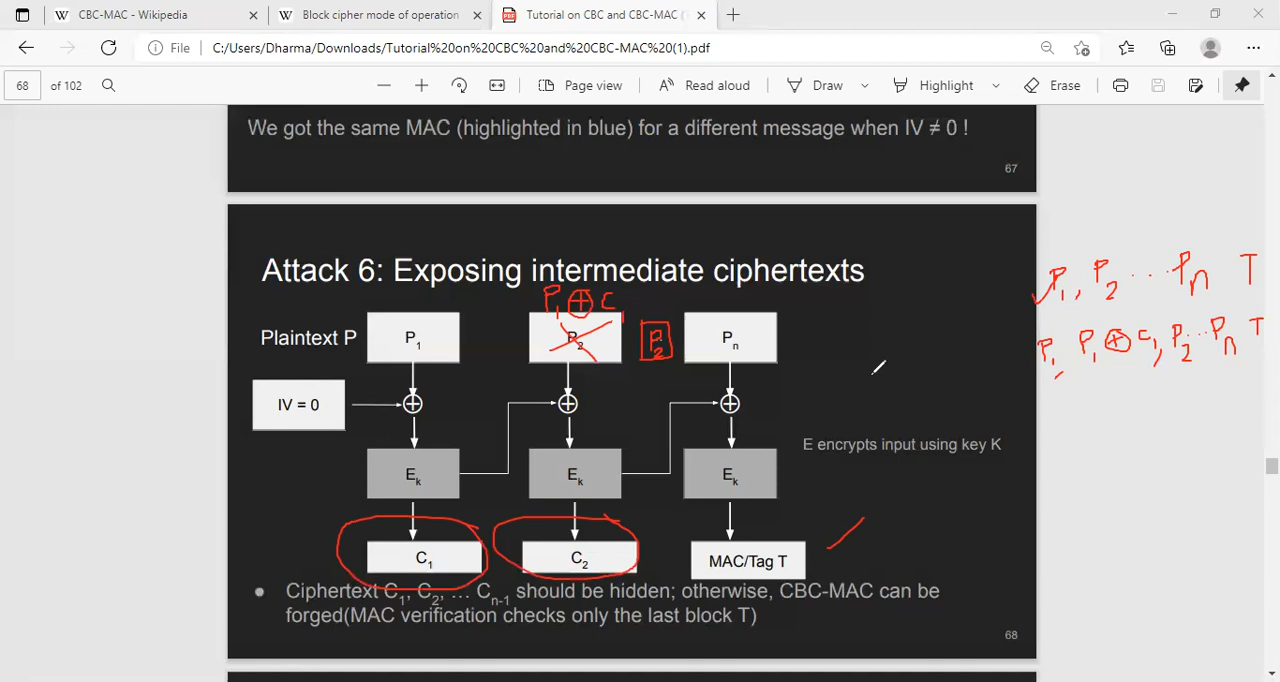 CBC-MAC - Wikipedia
Block cipher mode of operation
Tutorial on CBC and CBC-MAC (
File C:/Users/Dharma/Downloads/Tutorial%20on%20CBC%20and%20CBC-MAC%20(1).pdf
68 of 102 Page view Read aloud Draw Highlight Erase
We got the same MAC (highlighted in blue) for a different message when IV ≠ 0 !
67
Attack 6: Exposing intermediate ciphertexts
P1 ⊕ C1
P1, P2 ... Pn T
P1, P1 ⊕ C1, P2 ... Pn T
Plaintext P P1 P2 P2 Pn
IV = 0
E encrypts input using key K
Ek Ek Ek
C1 C2 MAC/Tag T
● Ciphertext C1, C2, … Cn-1 should be hidden; otherwise, CBC-MAC can be
forged(MAC verification checks only the last block T)
68